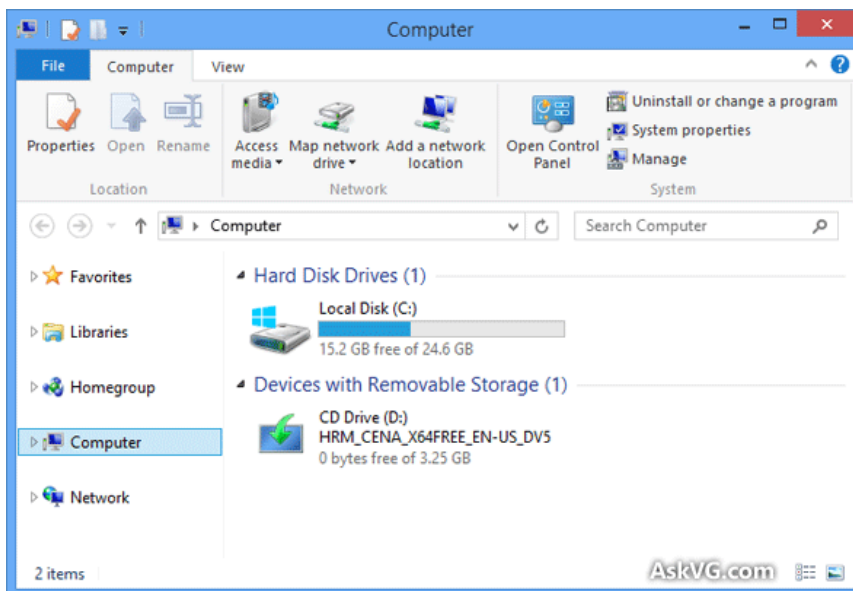 Computer
File Computer View
Properties Open Rename Access media Map network drive Add a network location Open Control Panel
Uninstall or change a program
System properties
Manage
Location Network System
Computer Search Computer
Favorites
Libraries
Homegroup
Computer
Network
Hard Disk Drives (1)
Local Disk (C:)
15.2 GB free of 24.6 GB
Devices with Removable Storage (1)
CD Drive (D:)
HRM_CENA_X64FREE_EN-US_DV5
0 bytes free of 3.25 GB
2 items
AskVG.com